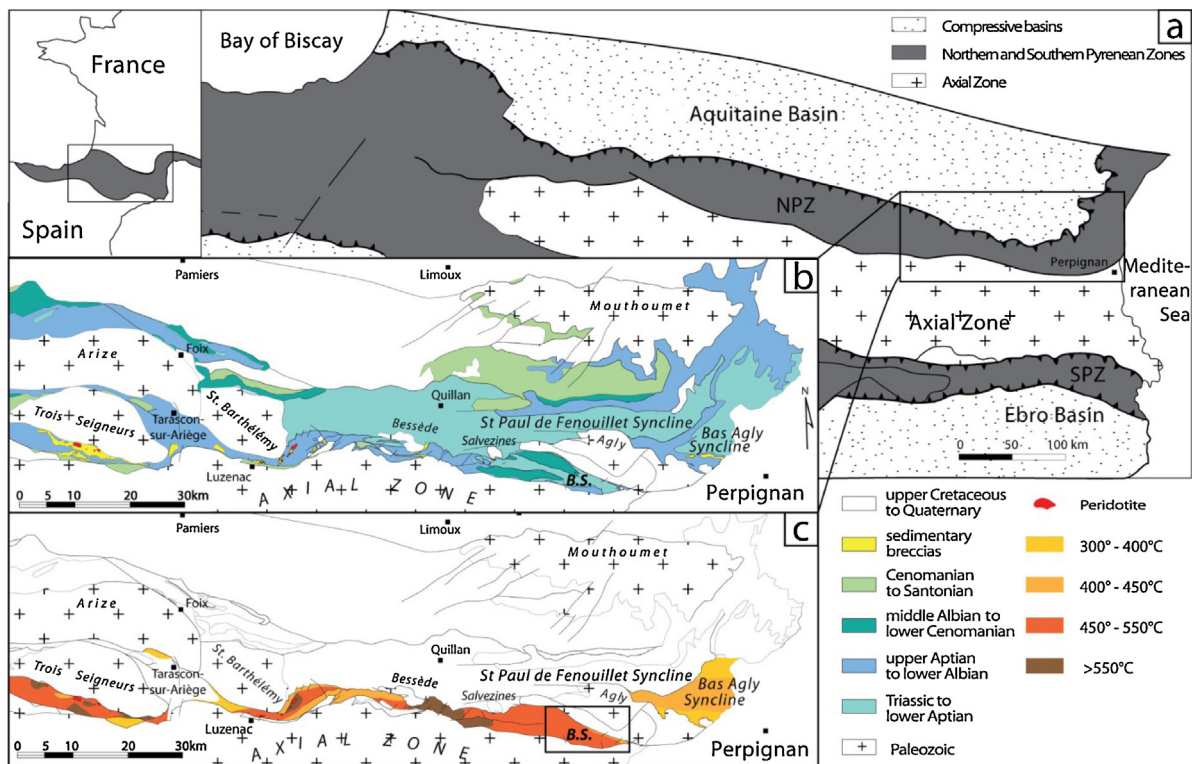 France
Spain
Bay of Biscay
Compressive basins
Northern and Southern Pyrenean Zones
Axial Zone
a
Aquitaine Basin
NPZ
Perpignan
Medite-
ranean
Sea
Axial Zone
SPZ
Ebro Basin
0 50 100 km
b
Pamiers
Limoux
Mouthoumet
Arize
Foix
Quillan
St. Barthélémy
Trois Seigneurs
Tarascon-
sur-Ariège
Bessède
St Paul de Fenouillet Syncline
Salvezines
Agly
Bas Agly
Syncline
Luzenac
B.S.
AXIAL ZONE
Perpignan
N
0 5 10 20 30km
c
Pamiers
Limoux
Mouthoumet
Arize
Foix
Quillan
St. Barthélémy
Trois Seigneurs
Tarascon-
sur-Ariège
Bessède
St Paul de Fenouillet Syncline
Salvezines
Agly
Bas Agly
Syncline
Luzenac
B.S.
AXIAL ZONE
Perpignan
0 5 10 20 30km
upper Cretaceous
to Quaternary
sedimentary
breccias
Cenomanian
to Santonian
middle Albian to
lower Cenomanian
upper Aptian
to lower Albian
Triassic to
lower Aptian
Paleozoic
Peridotite
300° - 400°C
400° - 450°C
450° - 550°C
>550°C